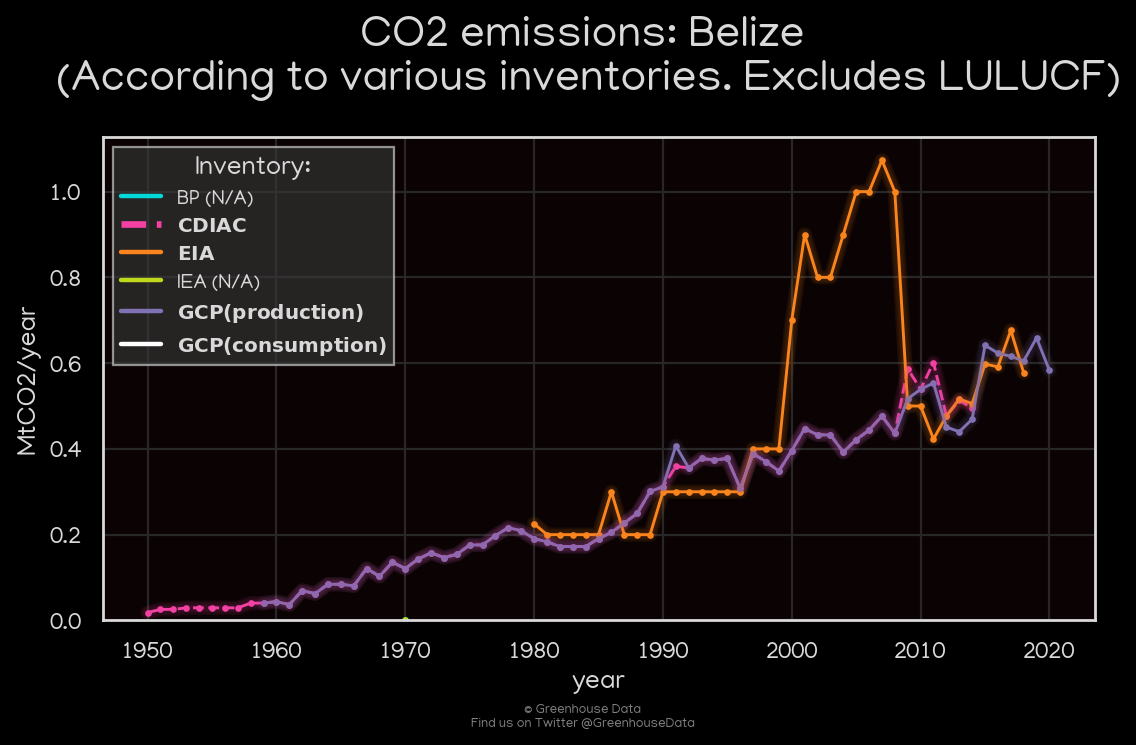 CO2 emissions: Belize
(According to various inventories. Excludes LULUCF)
Inventory:
BP (N/A)
CDIAC
EIA
IEA (N/A)
GCP(production)
GCP(consumption)
MtCO2/year
1.0
0.8
0.6
0.4
0.2
0.0
1950 1960 1970 1980 1990 2000 2010 2020
year
© Greenhouse Data
Find us on Twitter @GreenhouseData